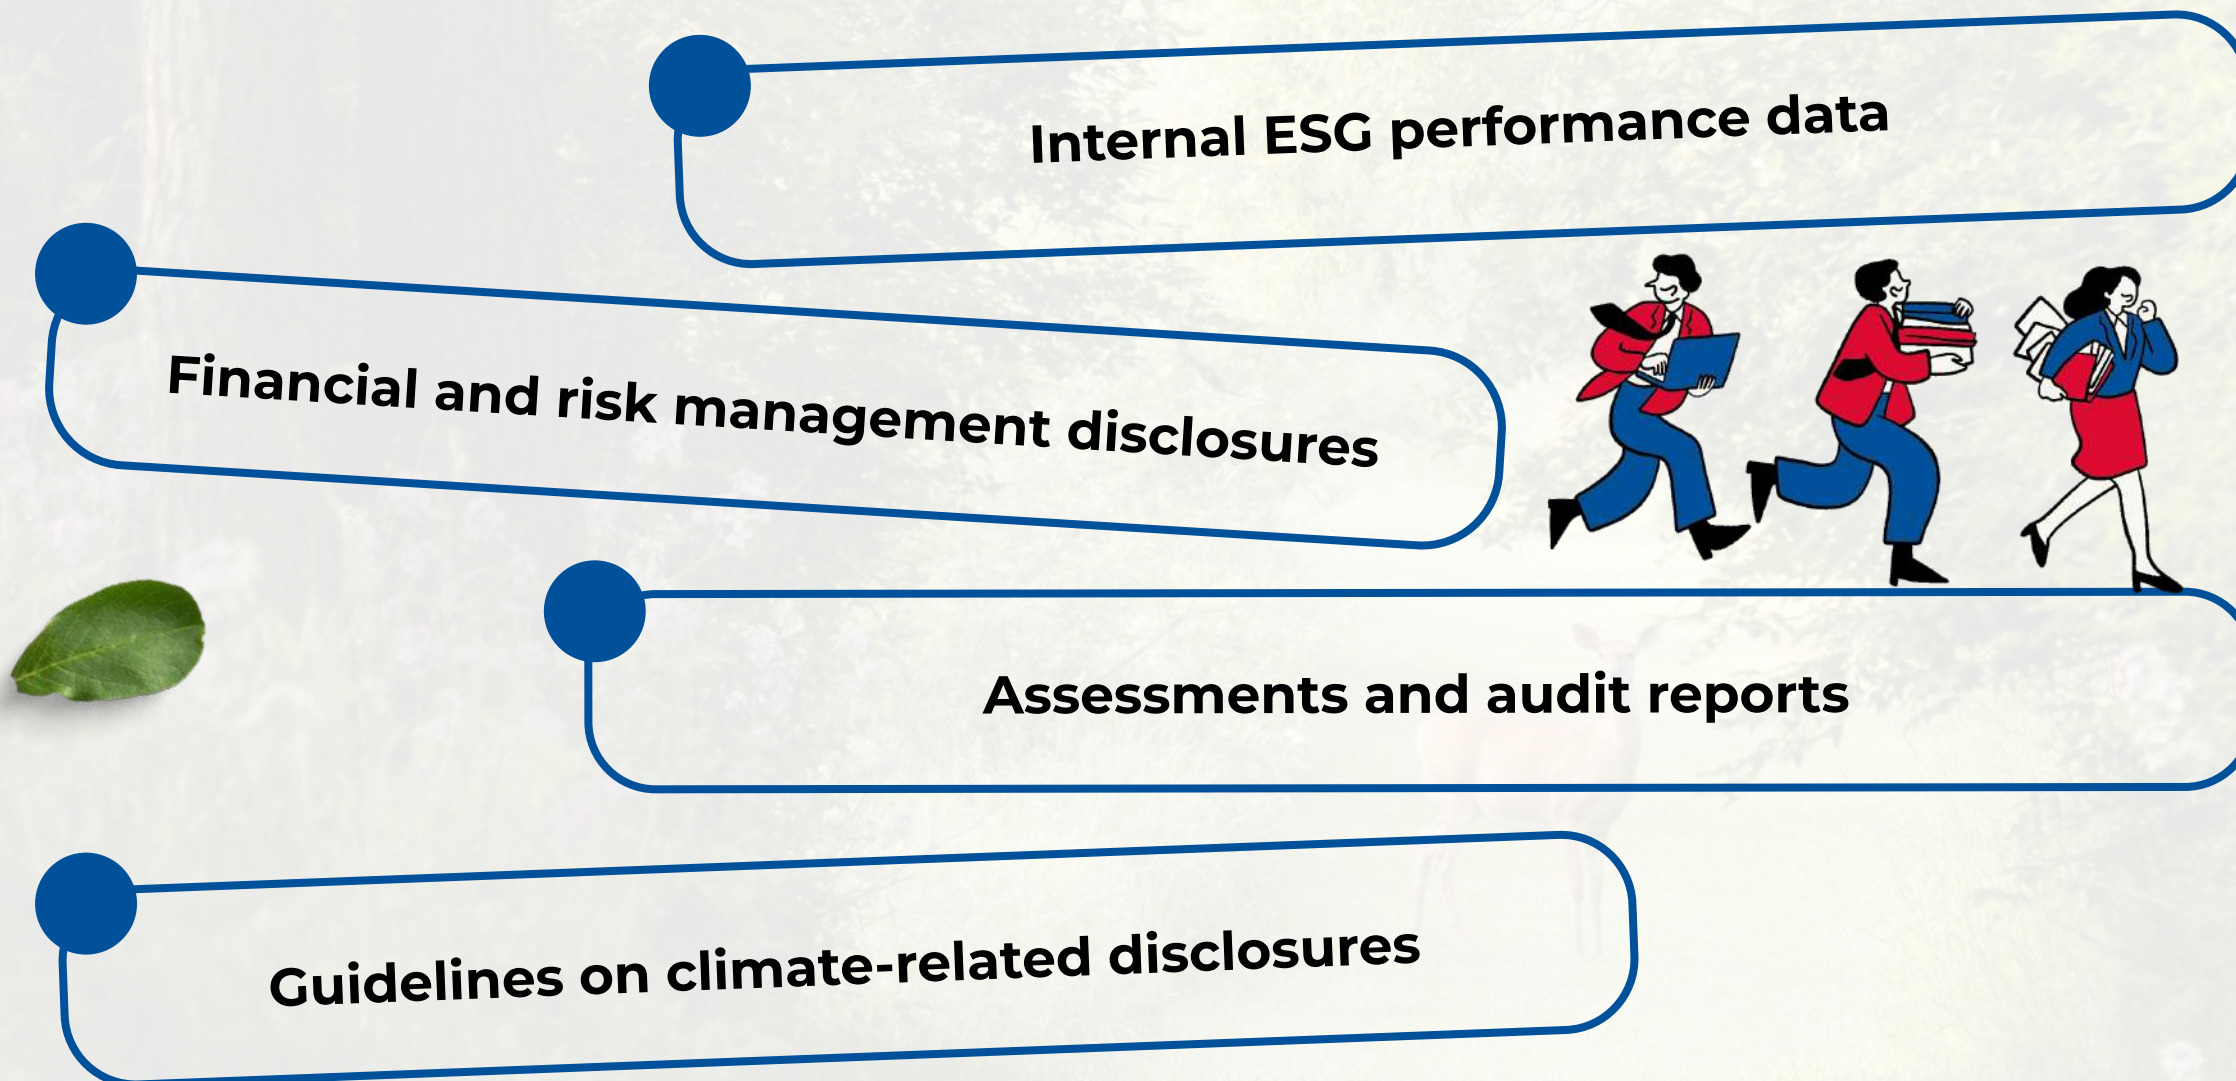 Internal ESG performance data
Financial and risk management disclosures
Assessments and audit reports
Guidelines on climate-related disclosures